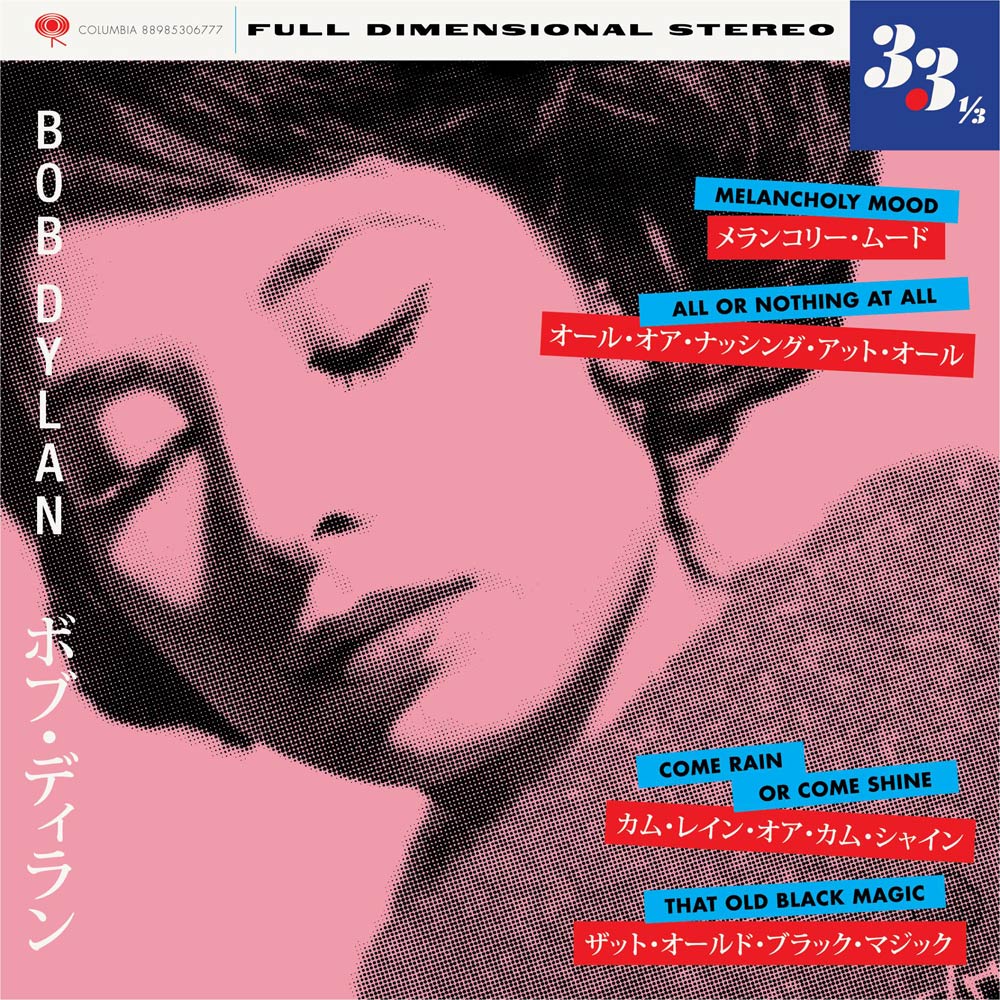 COLUMBIA 88985306777
FULL DIMENSIONAL STEREO
33 1/3
BOB DYLAN
ボブ・ディラン
MELANCHOLY MOOD
メランコリー・ムード
ALL OR NOTHING AT ALL
オール・オア・ナッシング・アット・オール
COME RAIN
OR COME SHINE
カム・レイン・オア・カム・シャイン
THAT OLD BLACK MAGIC
ザット・オールド・ブラック・マジック